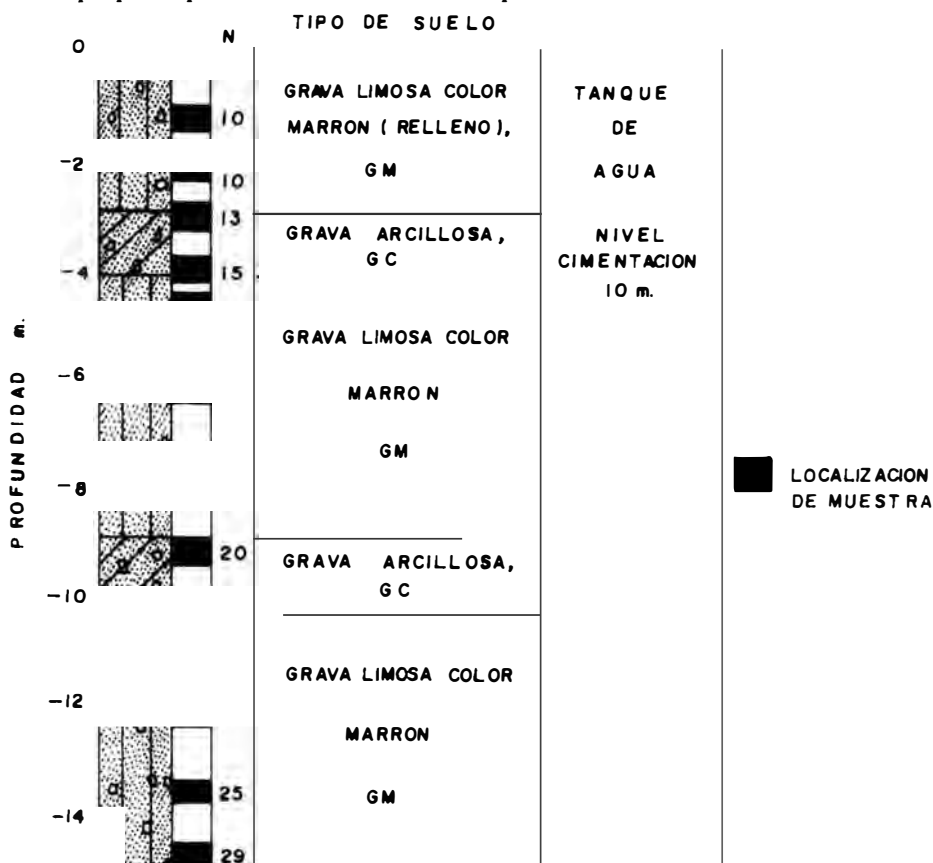 TIPO DE SUELO
N
0
-2
-4
-6
-8
-10
-12
-14
PROFUNDIDAD m.
10
10
13
15
20
25
29
GRAVA LIMOSA COLOR
MARRON (RELLENO),
GM
GRAVA ARCILLOSA,
GC
GRAVA LIMOSA COLOR
MARRON
GM
GRAVA ARCILLOSA,
GC
GRAVA LIMOSA COLOR
MARRON
GM
TANQUE
DE
AGUA
NIVEL
CIMENTACION
10 m.
LOCALIZACION
DE MUESTRA